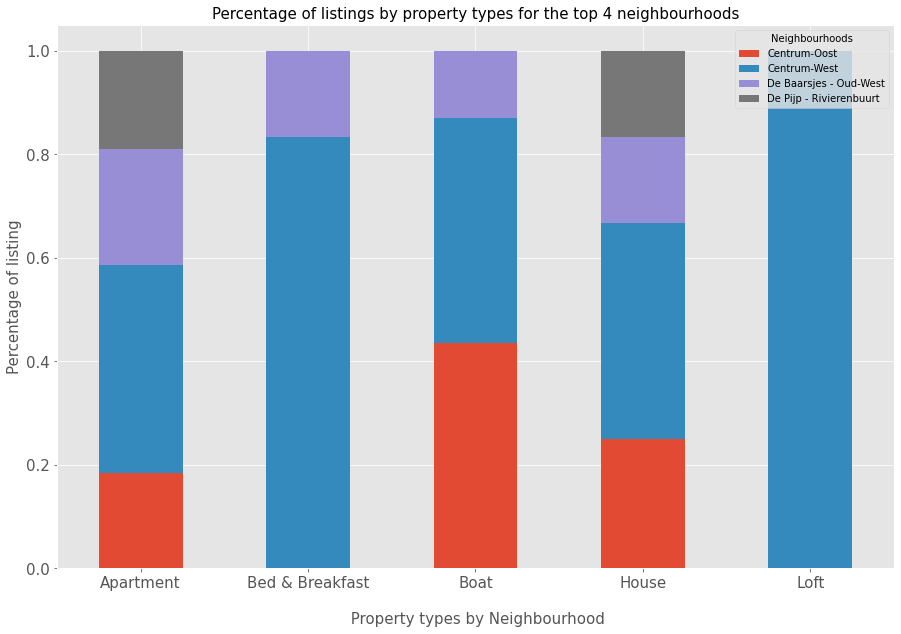 Percentage of listings by property types for the top 4 neighbourhoods
Neighbourhoods
Centrum-Oost
Centrum-West
De Baarsjes - Oud-West
De Pijp - Rivierenbuurt
Percentage of listing
1.0
0.8
0.6
0.4
0.2
0.0
Apartment Bed & Breakfast Boat House Loft
Property types by Neighbourhood